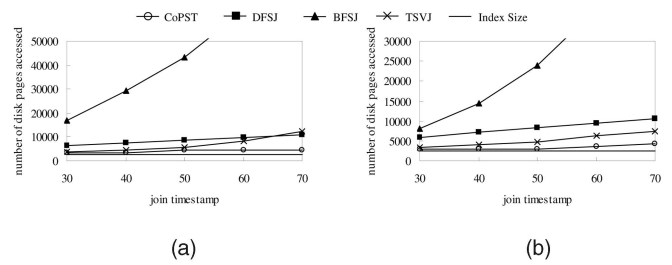 CoPST DFSJ BFSJ TSVJ Index Size
number of disk pages accessed
50000
40000
30000
20000
10000
0
30 40 50 60 70
join timestamp
(a)
number of disk pages accessed
30000
25000
20000
15000
10000
5000
0
30 40 50 60 70
join timestamp
(b)